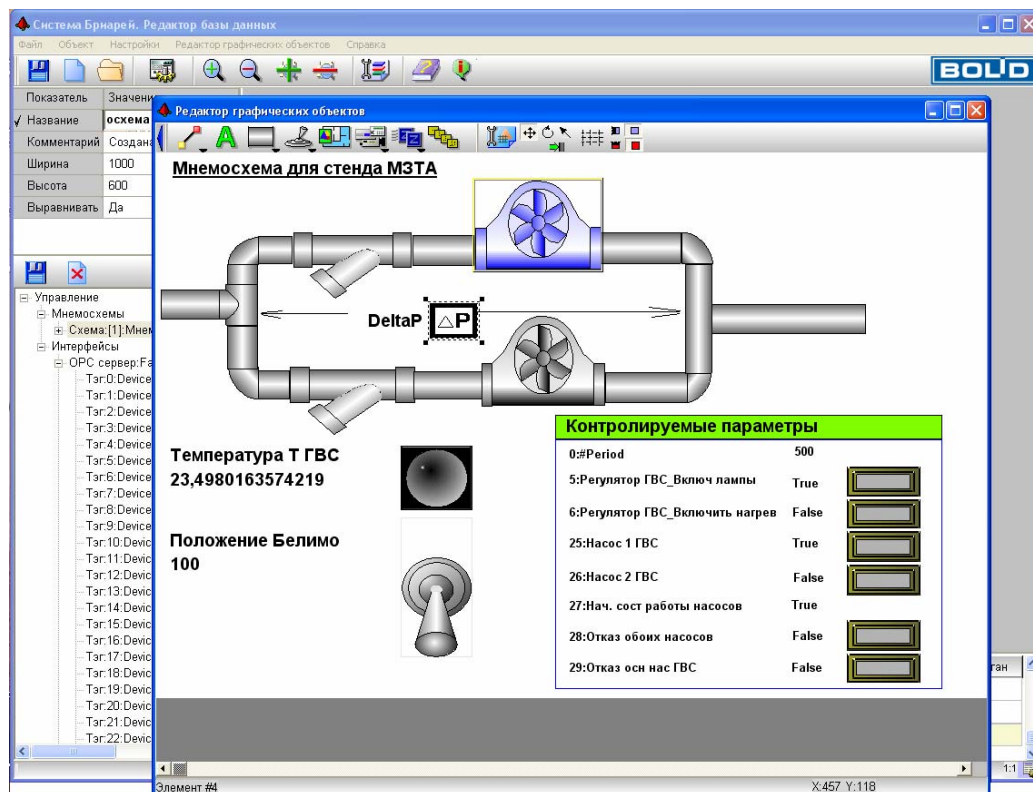 Система Бриарей. Редактор базы данных
Файл Объект Настройки Редактор графических объектов Справка
BOLID
Показатель
Название осхема
Комментарий Создана
Ширина 1000
Высота 600
Выравнивать Да
Управление
Мнемосхемы
Интерфейсы
Редактор графических объектов
Мнемосхема для стенда МЗТА
DeltaP
△P
Температура Т ГВС
23,4980163574219
Положение Белимо
100
Контролируемые параметры
0:#Period 500
5:Регулятор ГВС_Включ лампы True
6:Регулятор ГВС_Включить нагрев False
25:Насос 1 ГВС True
26:Насос 2 ГВС False
27:Нач. сост работы насосов True
28:Отказ обоих насосов False
29:Отказ осн нас ГВС False
Схема:[1]:Мнем
OPC сервер:Fa
Тэг:0:Device
Тэг:1:Device
Тэг:2:Device
Тэг:3:Device
Тэг:4:Device
Тэг:5:Device
Тэг:6:Device
Тэг:7:Device
Тэг:8:Device
Тэг:9:Device
Тэг:10:Devic
Тэг:11:Devic
Тэг:12:Devic
Тэг:13:Devic
Тэг:14:Devic
Тэг:15:Devic
Тэг:16:Devic
Тэг:17:Devic
Тэг:18:Devic
Тэг:19:Devic
Тэг:20:Devic
Тэг:21:Devic
Тэг:22:Devic
ган
1:1
Элемент #4
X:457 Y:118